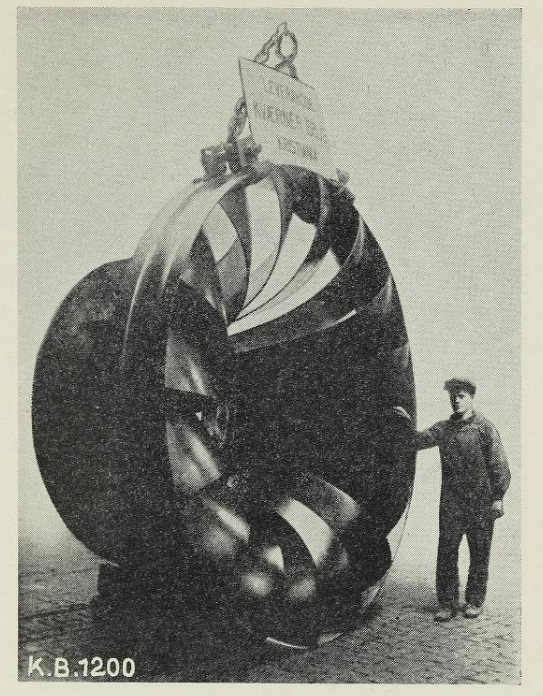 LEVERANDØR
KVÆRNER BRUG
KRISTIANIA
K.B.1200